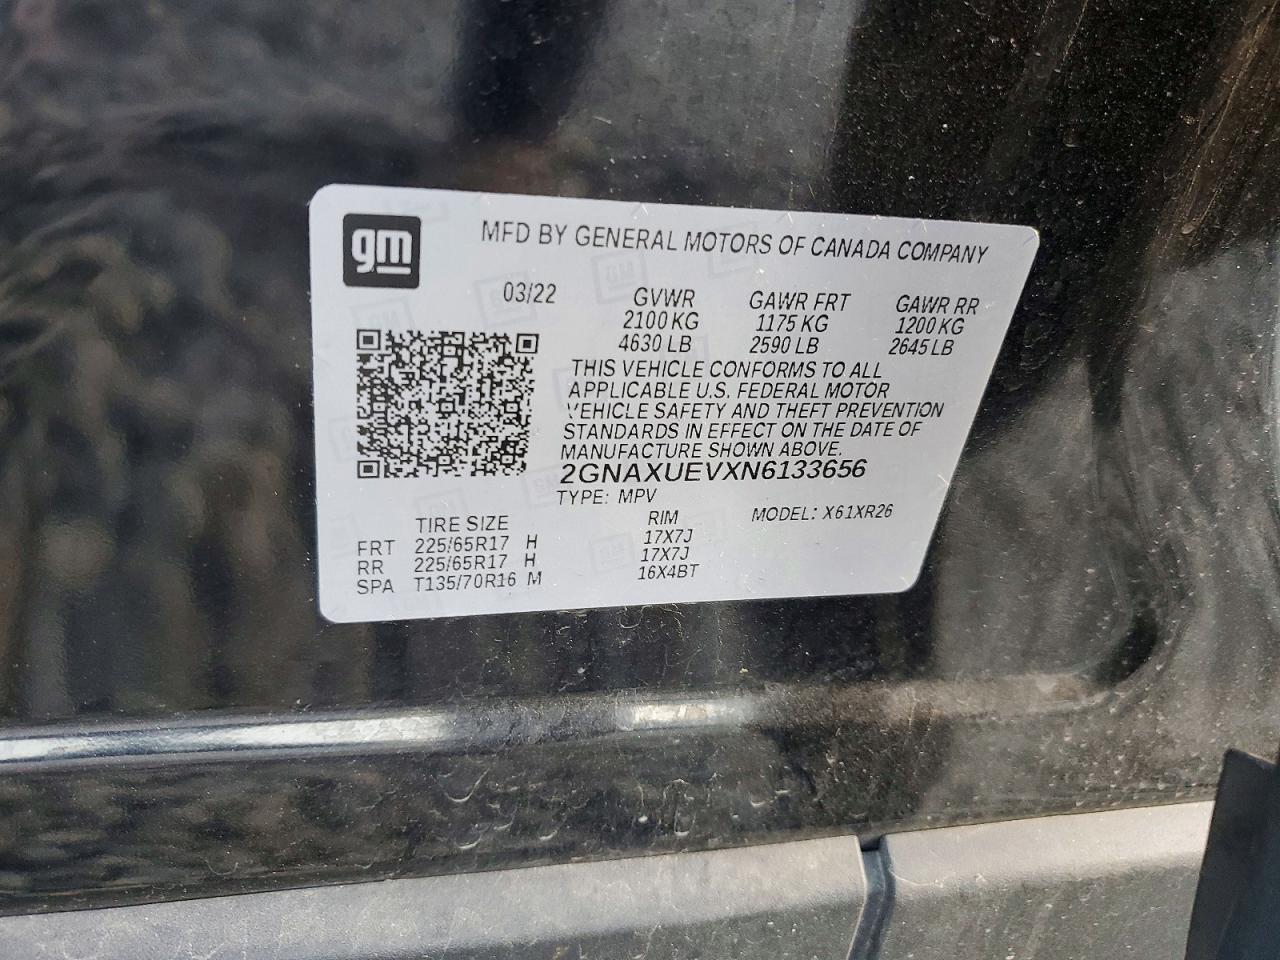 gm
MFD BY GENERAL MOTORS OF CANADA COMPANY
03/22 GVWR GAWR FRT GAWR RR
2100 KG 1175 KG 1200 KG
4630 LB 2590 LB 2645 LB
THIS VEHICLE CONFORMS TO ALL
APPLICABLE U.S. FEDERAL MOTOR
VEHICLE SAFETY AND THEFT PREVENTION
STANDARDS IN EFFECT ON THE DATE OF
MANUFACTURE SHOWN ABOVE.
2GNAXUEVXN6133656
TYPE: MPV
TIRE SIZE RIM MODEL: X61XR26
FRT 225/65R17 H 17X7J
RR 225/65R17 H 17X7J
SPA T135/70R16 M 16X4BT